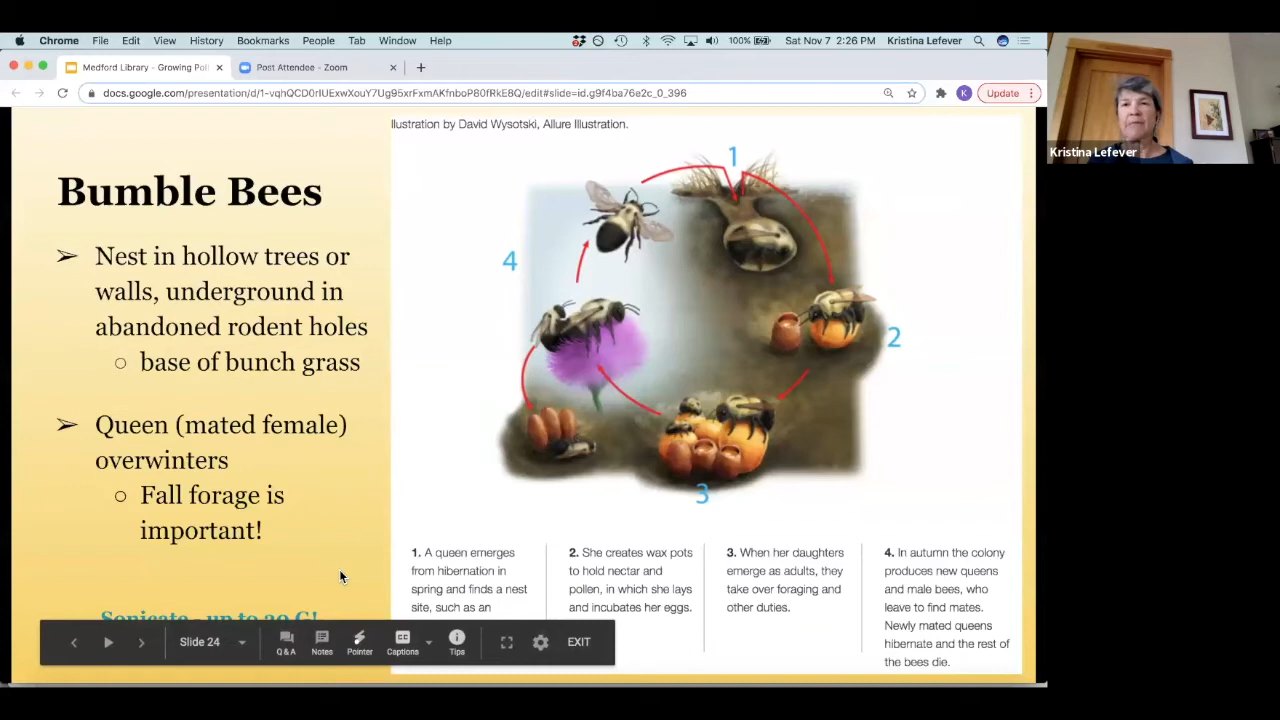 Chrome File Edit View History Bookmarks People Tab Window Help 100% Sat Nov 7 2:26 PM Kristina Lefever
Medford Library - Growing Pol
Post Attendee - Zoom
docs.google.com/presentation/d/1-vqhQCD0rIUExwXouY7Ug95xrFxmAKfnboP80fRkE8Q/edit#slide=id.g9f4ba76e2c_0_396
K Update
Kristina Lefever
Bumble Bees
➢ Nest in hollow trees or
walls, underground in
abandoned rodent holes
○ base of bunch grass
➢ Queen (mated female)
overwinters
○ Fall forage is
important!
Sonicate - up to 30 G!
llustration by David Wysotski, Allure Illustration.
1
2
3
4
1. A queen emerges
from hibernation in
spring and finds a nest
site, such as an
2. She creates wax pots
to hold nectar and
pollen, in which she lays
and incubates her eggs.
3. When her daughters
emerge as adults, they
take over foraging and
other duties.
4. In autumn the colony
produces new queens
and male bees, who
leave to find mates.
Newly mated queens
hibernate and the rest of
the bees die.
Slide 24
Q&A
Notes
Pointer
CC
Captions
Tips
EXIT